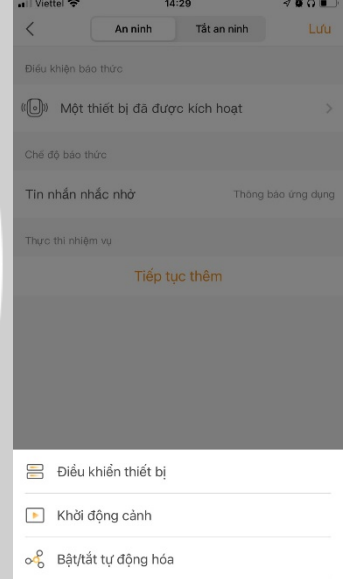 Viettel 14:29
An ninh Tắt an ninh Lưu
Điều khiện báo thức
Một thiết bị đã được kích hoạt
Chế độ báo thức
Tin nhắn nhắc nhở Thông báo ứng dụng
Thực thi nhiệm vụ
Tiếp tục thêm
Điều khiển thiết bị
Khởi động cảnh
Bật/tắt tự động hóa